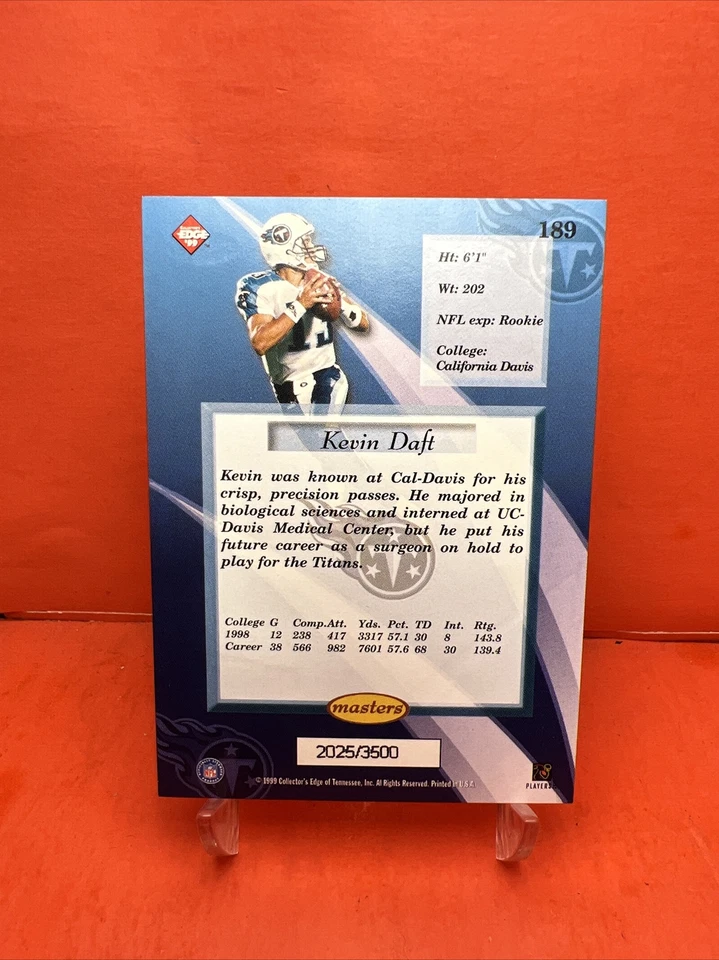 EDGE
'99
189
Ht: 6'1"
Wt: 202
NFL exp: Rookie
College:
California Davis
13
Kevin Daft
Kevin was known at Cal-Davis for his
crisp, precision passes. He majored in
biological sciences and interned at UC-
Davis Medical Center, but he put his
future career as a surgeon on hold to
play for the Titans.
College G Comp. Att. Yds. Pct. TD Int. Rtg.
1998 12 238 417 3317 57.1 30 8 143.8
Career 38 566 982 7601 57.6 68 30 139.4
masters
2025/3500
NFL
© 1999 Collector's Edge of Tennessee, Inc. All Rights Reserved. Printed in U.S.A.
PLAYERS